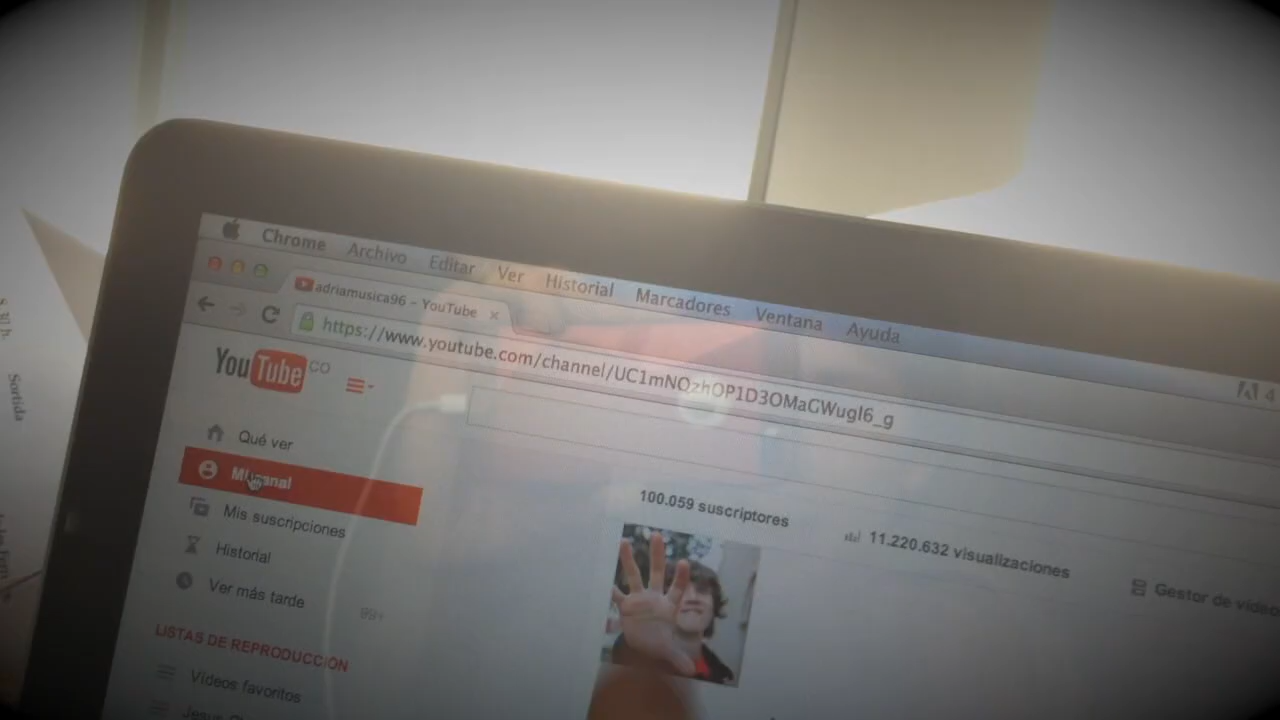 Chrome Archivo Editar Ver Historial Marcadores Ventana Ayuda
adriamusica96 - YouTube
https://www.youtube.com/channel/UC1mNOzhOP1D3OMaGWugl6_g
YouTube CO
Qué ver
Mi canal
Mis suscripciones
Historial
Ver más tarde
99+
LISTAS DE REPRODUCCIÓN
Vídeos favoritos
100.059 suscriptores
11.220.632 visualizaciones
Gestor de vídeo
Sortida